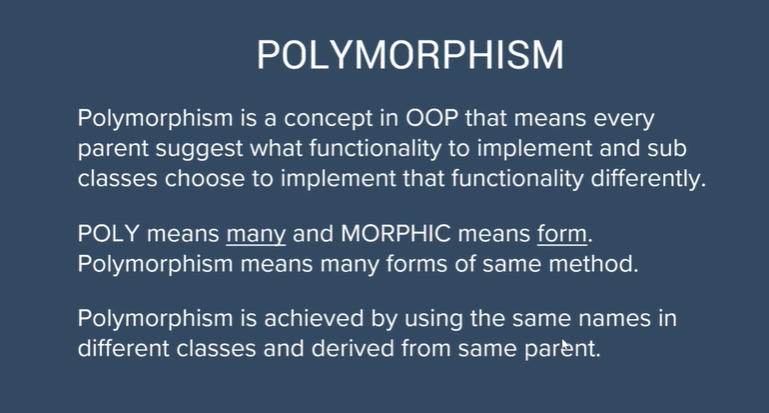 POLYMORPHISM
Polymorphism is a concept in OOP that means every
parent suggest what functionality to implement and sub
classes choose to implement that functionality differently.
POLY means many and MORPHIC means form.
Polymorphism means many forms of same method.
Polymorphism is achieved by using the same names in
different classes and derived from same parent.